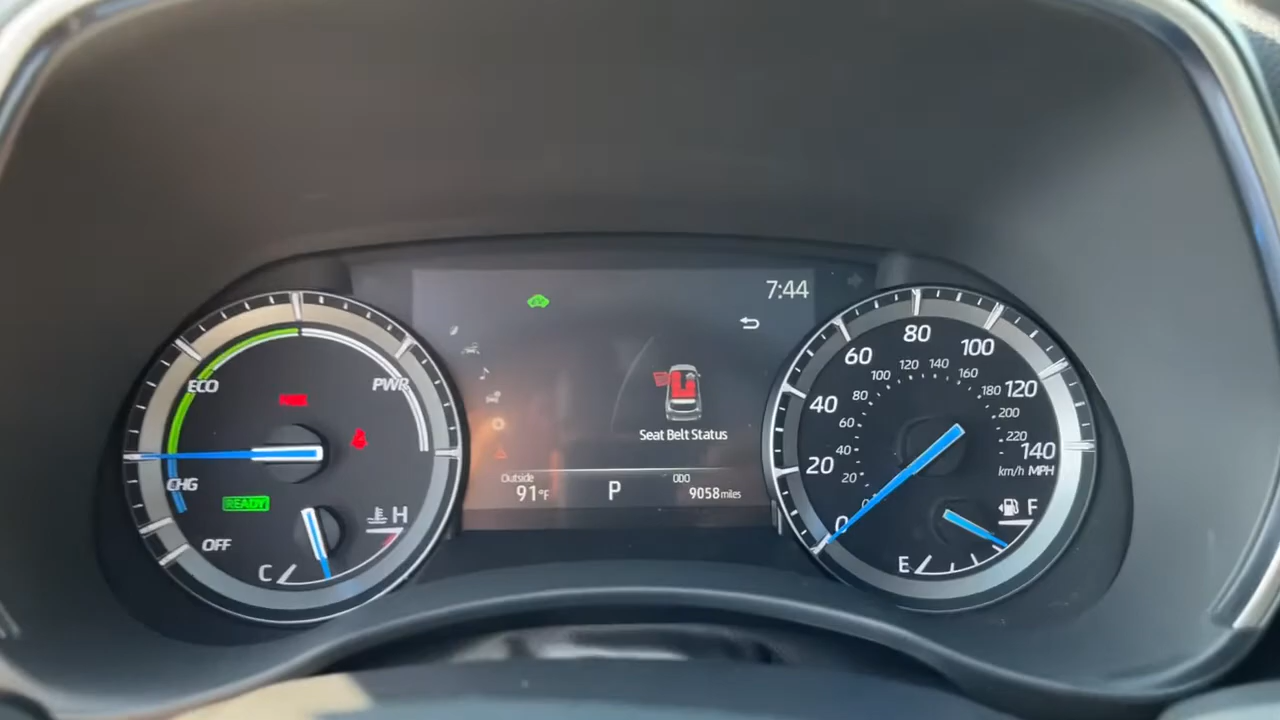 7:44
ECO
PWR
CHG
READY
OFF
C
H
Seat Belt Status
Outside
91°F
P
ODO
9058 miles
0
20
40
60
80
100
120
140
MPH
km/h
20
40
60
80
100
120
140
160
180
200
220
E
F